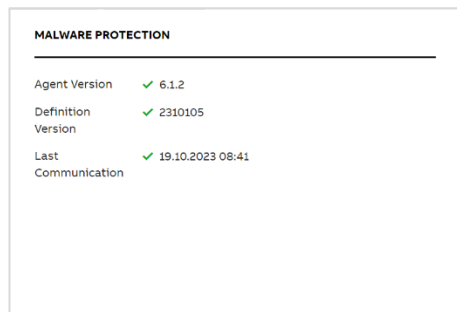 MALWARE PROTECTION
Agent Version ✓ 6.1.2
Definition ✓ 2310105
Version
Last ✓ 19.10.2023 08:41
Communication